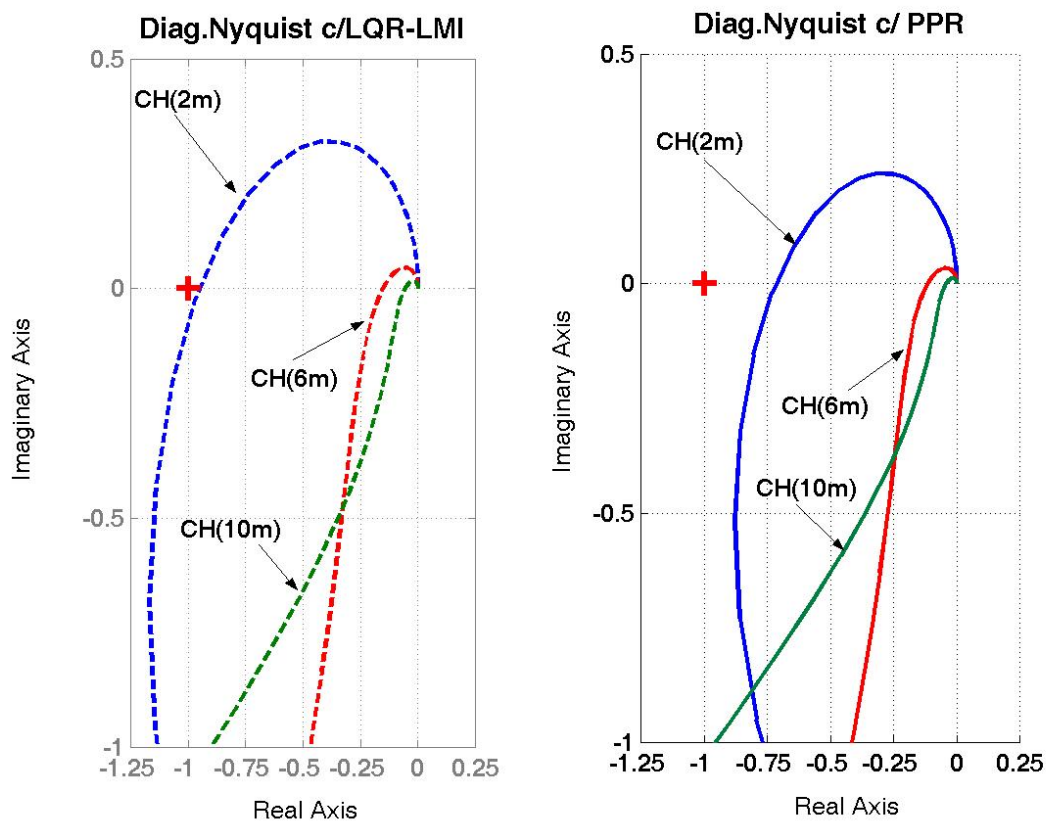 Diag.Nyquist c/LQR-LMI
0.5
CH(2m)
0
CH(6m)
Imaginary Axis
-0.5
CH(10m)
-1
-1.25 -1 -0.75 -0.5 -0.25 0 0.25
Real Axis
Diag.Nyquist c/ PPR
0.5
CH(2m)
0
CH(6m)
Imaginary Axis
CH(10m)
-0.5
-1
-1.25 -1 -0.75 -0.5 -0.25 0 0.25
Real Axis